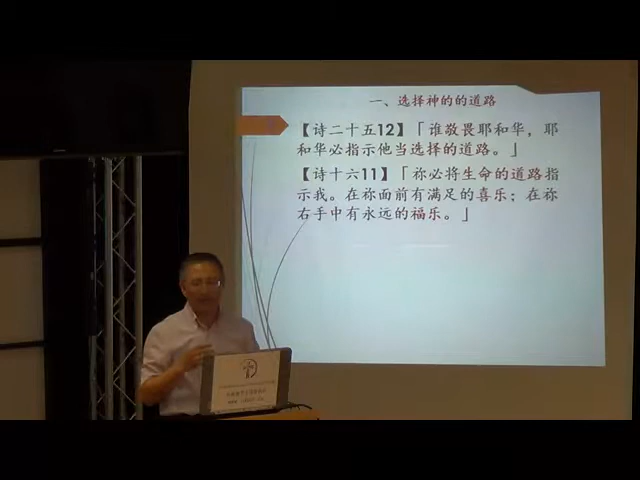 一、选择神的的道路
【诗二十五12】「谁敬畏耶和华，耶
和华必指示他当选择的道路。」
【诗十六11】「祢必将生命的道路指
示我。在祢面前有满足的喜乐；在祢
右手中有永远的福乐。」